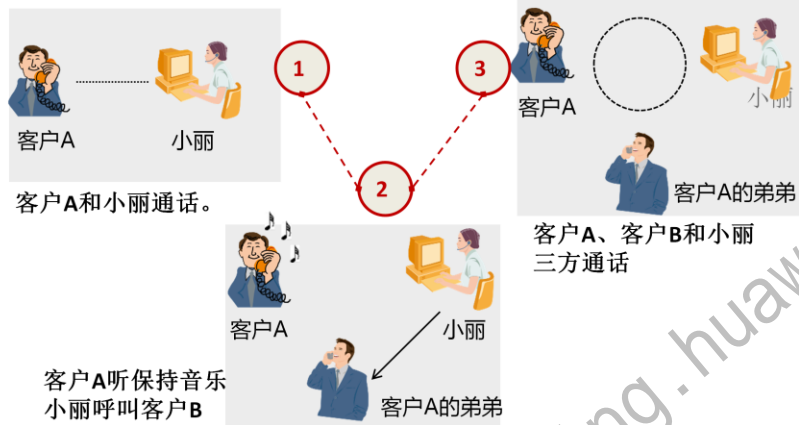 客户A
小丽
客户A和小丽通话。
1
2
3
客户A
小丽
客户A的弟弟
客户A听保持音乐
小丽呼叫客户B
客户A
小丽
客户A的弟弟
客户A、客户B和小丽
三方通话
ng.huaw